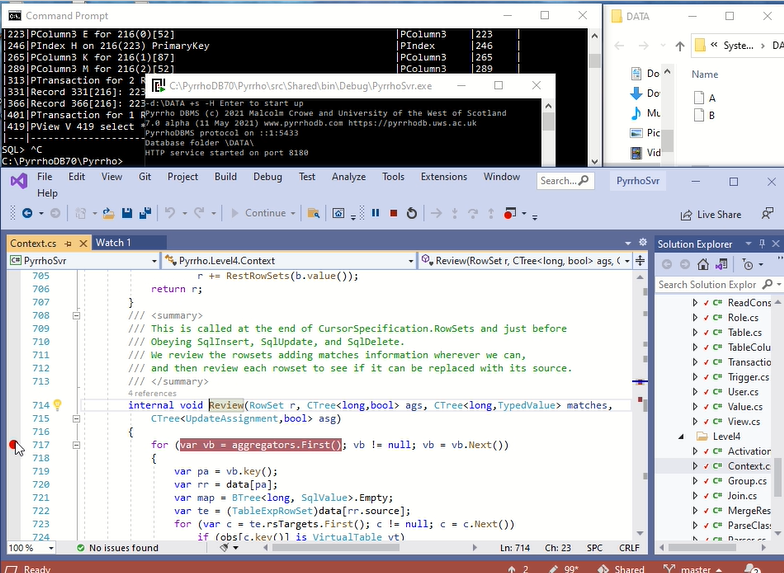 Command Prompt
223|PColumn3 E for 216(0)[52] |PColumn3 |223 |
246|PIndex H on 216(223) PrimaryKey |PIndex |246 |
265|PColumn3 K for 216(1)[87] |PColumn3 |265 |
289|PColumn3 M for 216(2)[52] |PColumn3 |289 |
313|PTransaction for 2 R
331|Record 331[216]: 223
366|Record 366[216]: 223
401|PTransaction for 1 R
419|PView V 419 select *
|---|
SQL> ^C
C:\PyrrhoDB70\Pyrrho>
C:\PyrrhoDB70\Pyrrho\src\Shared\bin\Debug\PyrrhoSvr.exe
-d:\DATA +s -H Enter to start up
Pyrrho DBMS (c) 2021 Malcolm Crowe and University of the West of Scotland
7.0 alpha (11 May 2021) www.pyrrhodb.com https://pyrrhodb.uws.ac.uk
PyrrhoDBMS protocol on ::1:5433
Database folder \DATA\
HTTP service started on port 8180
DATA
« Syste... › DA
Do
Do
Mu
Pic
Vid
Name
A
B
File Edit View Git Project Build Debug Test Analyze Tools Extensions Window
Help
Search...
PyrrhoSvr
Continue
Live Share
Context.cs
Watch 1
PyrrhoSvr
Pyrrho.Level4.Context
Review(RowSet r, CTree<long,bool> ags, C
705 r += RestRowSets(b.value());
706 return r;
707 }
708 /// <summary>
709 /// This is called at the end of CursorSpecification.RowSets and just before
710 /// Obeying SqlInsert, SqlUpdate, and SqlDelete.
711 /// We review the rowsets adding matches information wherever we can,
712 /// and then review each rowset to see if it can be replaced with its source.
713 /// </summary>
4 references
714 internal void Review(RowSet r, CTree<long,bool> ags, CTree<long,TypedValue> matches,
715 CTree<UpdateAssignment,bool> asg)
716 {
717 for (var vb = aggregators.First(); vb != null; vb = vb.Next())
718 {
719 var pa = vb.key();
720 var rr = data[pa];
721 var map = BTree<long, SqlValue>.Empty;
722 var te = (TableExpRowSet)data[rr.source];
723 for (var c = te.rsTargets.First(); c != null; c = c.Next())
724 if (obs[c.key()] is VirtualTable vt)
100 %
No issues found
Ln: 714 Ch: 23 SPC CRLF
Solution Explorer
Search Solution Explor
C# ReadCons
C# Role.cs
C# Table.cs
C# TableColu
C# Transactio
C# Trigger.cs
C# User.cs
C# Value.cs
C# View.cs
Level4
C# Activation
C# Context.c
C# Group.cs
C# Join.cs
C# MergeRes
C# ParseClass
C# Parser.cs
Ready
2
99*
Shared
master